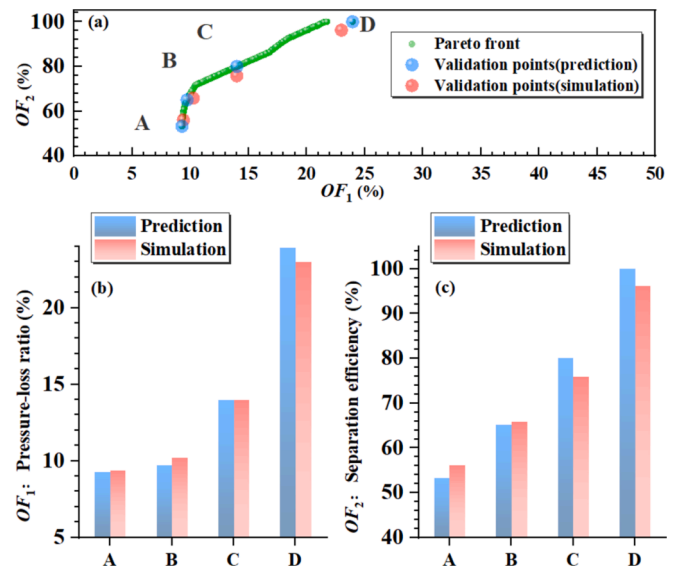 (a)
Pareto front
Validation points(prediction)
Validation points(simulation)
A
B
C
D
OF₂ (%)
100
80
60
40
0 5 10 15 20 25 30 35 40 45 50
OF₁ (%)
Prediction
Simulation
(b)
OF₁: Pressure-loss ratio (%)
20
15
10
5
A B C D
Prediction
Simulation
(c)
OF₂: Separation efficiency (%)
100
90
80
70
60
50
40
A B C D